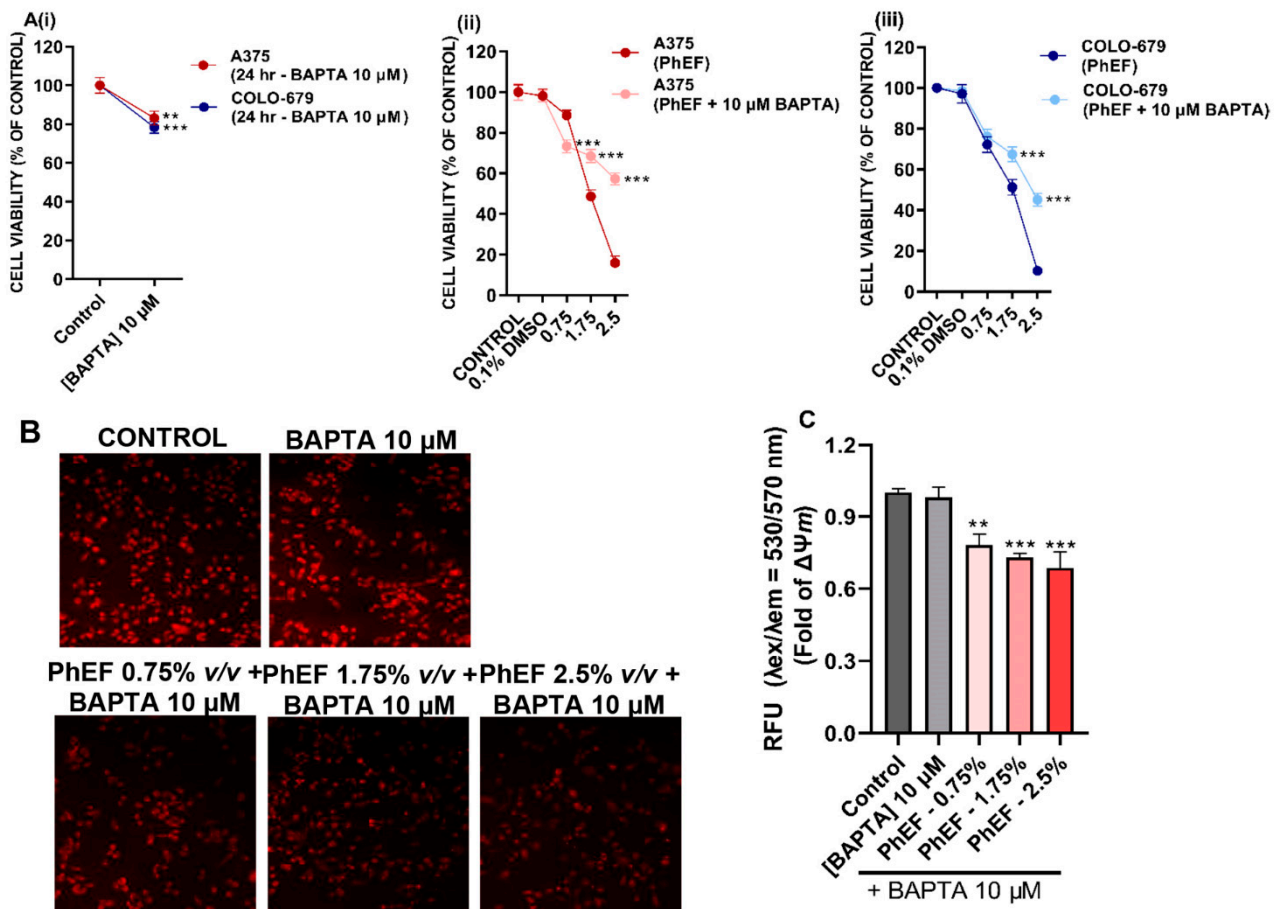 A(i)
CELL VIABILITY (% OF CONTROL)
120
100
80
60
40
20
0
Control
[BAPTA] 10 µM
**
***
A375
(24 hr - BAPTA 10 µM)
COLO-679
(24 hr - BAPTA 10 µM)
(ii)
CELL VIABILITY (% OF CONTROL)
120
100
80
60
40
20
0
CONTROL
0.1% DMSO
0.75
1.75
2.5
***
***
***
A375
(PhEF)
A375
(PhEF + 10 µM BAPTA)
(iii)
CELL VIABILITY (% OF CONTROL)
120
100
80
60
40
20
0
CONTROL
0.1% DMSO
0.75
1.75
2.5
***
***
COLO-679
(PhEF)
COLO-679
(PhEF + 10 µM BAPTA)
B
CONTROL
BAPTA 10 µM
PhEF 0.75% v/v +
BAPTA 10 µM
PhEF 1.75% v/v +
BAPTA 10 µM
PhEF 2.5% v/v +
BAPTA 10 µM
C
RFU (λex/λem = 530/570 nm)
(Fold of ΔΨm)
1.2
0.9
0.6
0.3
0.0
**
***
***
Control
[BAPTA] 10 µM
PhEF - 0.75%
PhEF - 1.75%
PhEF - 2.5%
+ BAPTA 10 µM